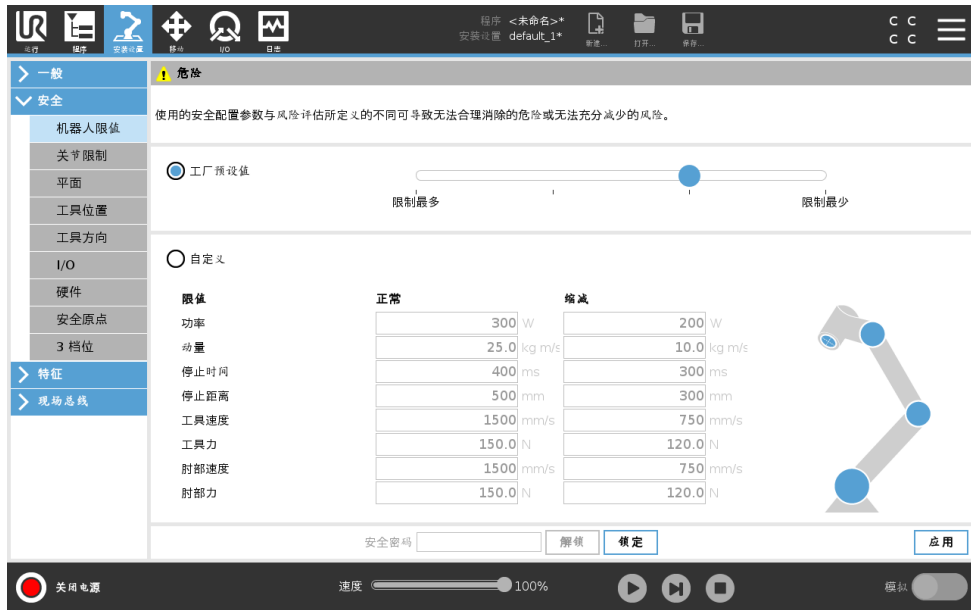 UR
运行
程序
安装设置
移动
I/O
日志
程序 <未命名>*
安装设置 default_1*
新建...
打开...
保存...
C C
C C
一般
安全
机器人限值
关节限制
平面
工具位置
工具方向
I/O
硬件
安全原点
3 档位
特征
现场总线
危险
使用的安全配置参数与风险评估所定义的不同可导致无法合理消除的危险或无法充分减少的风险。
工厂预设值
限制最多 限制最少
自定义
限值 正常 缩减
功率 300 W 200 W
动量 25.0 kg m/s 10.0 kg m/s
停止时间 400 ms 300 ms
停止距离 500 mm 300 mm
工具速度 1500 mm/s 750 mm/s
工具力 150.0 N 120.0 N
肘部速度 1500 mm/s 750 mm/s
肘部力 150.0 N 120.0 N
安全密码 解锁 锁定 应用
关闭电源 速度 100% 模拟